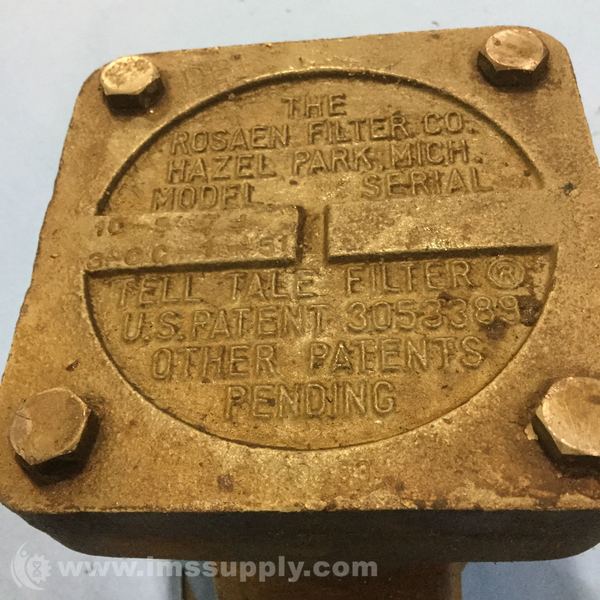 THE
ROSAEN FILTER CO.
HAZEL PARK, MICH.
MODEL SERIAL
TELL TALE FILTER ®
U.S. PATENT 3053389
OTHER PATENTS
PENDING
www.imssupply.com